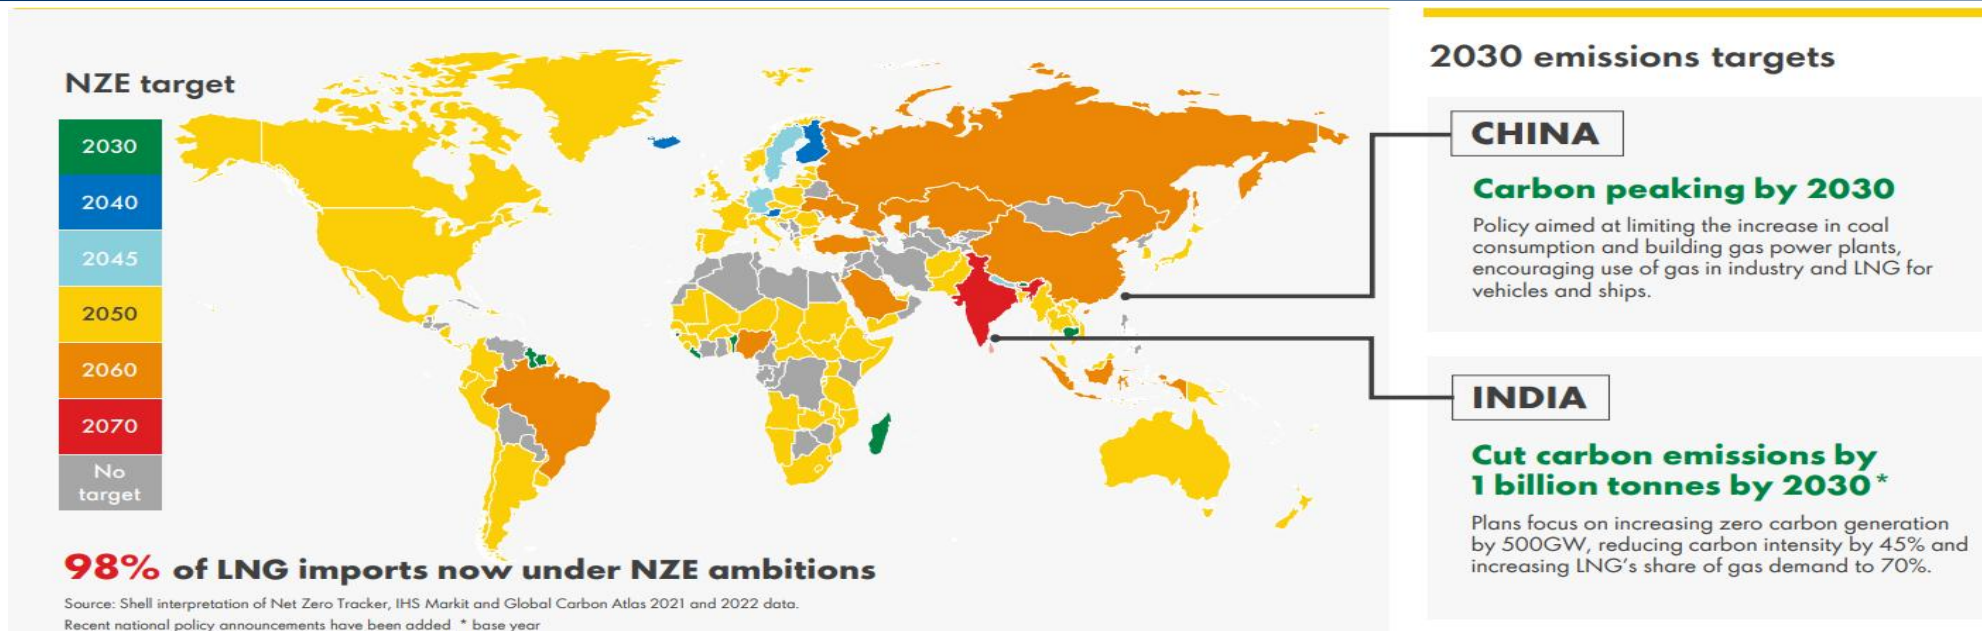 NZE target
2030
2040
2045
2050
2060
2070
No
target
98% of LNG imports now under NZE ambitions
Source: Shell interpretation of Net Zero Tracker, IHS Markit and Global Carbon Atlas 2021 and 2022 data.
Recent national policy announcements have been added * base year
2030 emissions targets
CHINA
Carbon peaking by 2030
Policy aimed at limiting the increase in coal
consumption and building gas power plants,
encouraging use of gas in industry and LNG for
vehicles and ships.
INDIA
Cut carbon emissions by
1 billion tonnes by 2030*
Plans focus on increasing zero carbon generation
by 500GW, reducing carbon intensity by 45% and
increasing LNG's share of gas demand to 70%.